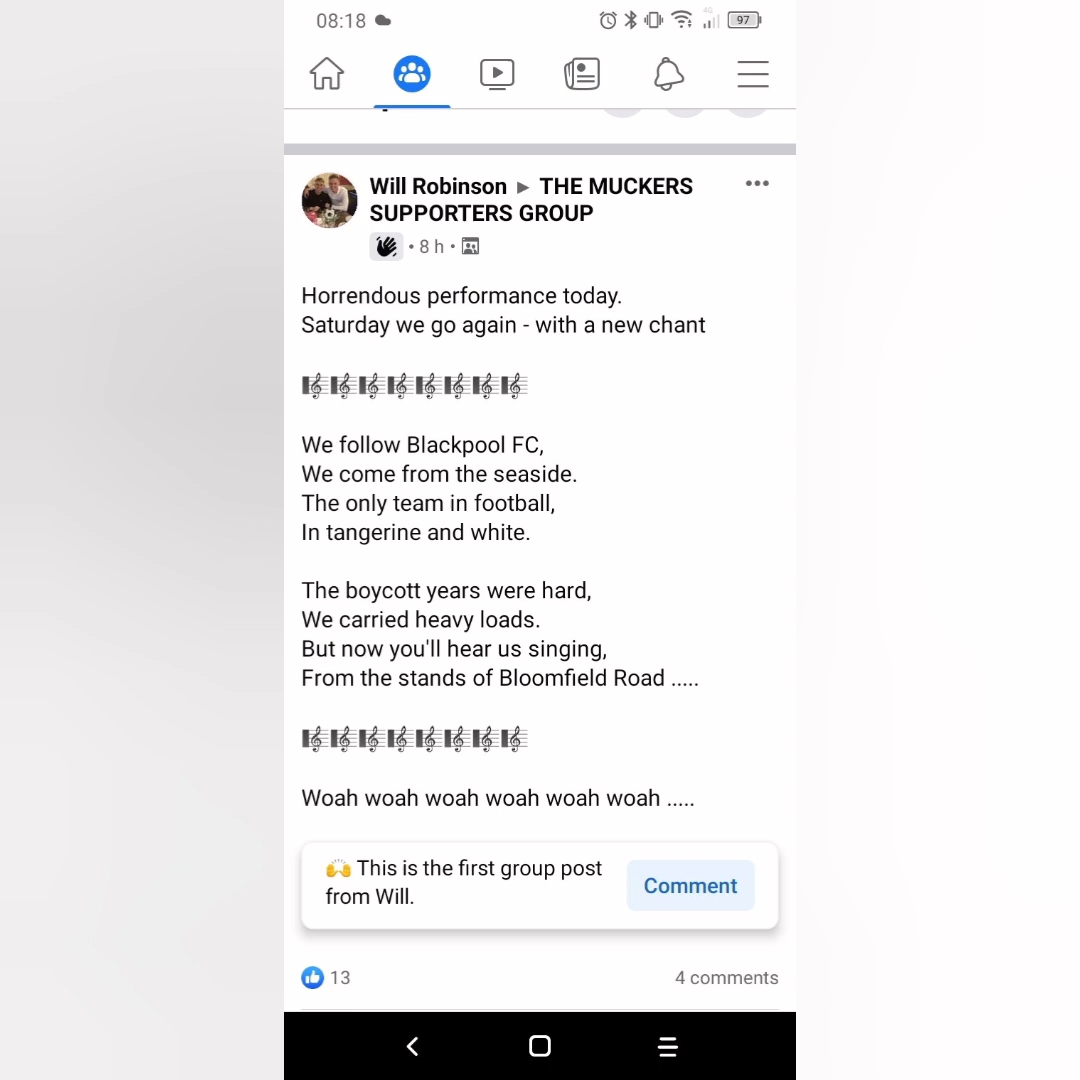 08:18
4G
97
Will Robinson ▸ THE MUCKERS
SUPPORTERS GROUP
• 8 h •
Horrendous performance today.
Saturday we go again - with a new chant
🎼🎼🎼🎼🎼🎼🎼🎼
We follow Blackpool FC,
We come from the seaside.
The only team in football,
In tangerine and white.
The boycott years were hard,
We carried heavy loads.
But now you'll hear us singing,
From the stands of Bloomfield Road .....
🎼🎼🎼🎼🎼🎼🎼🎼
Woah woah woah woah woah woah .....
🙌 This is the first group post
from Will.
Comment
13
4 comments